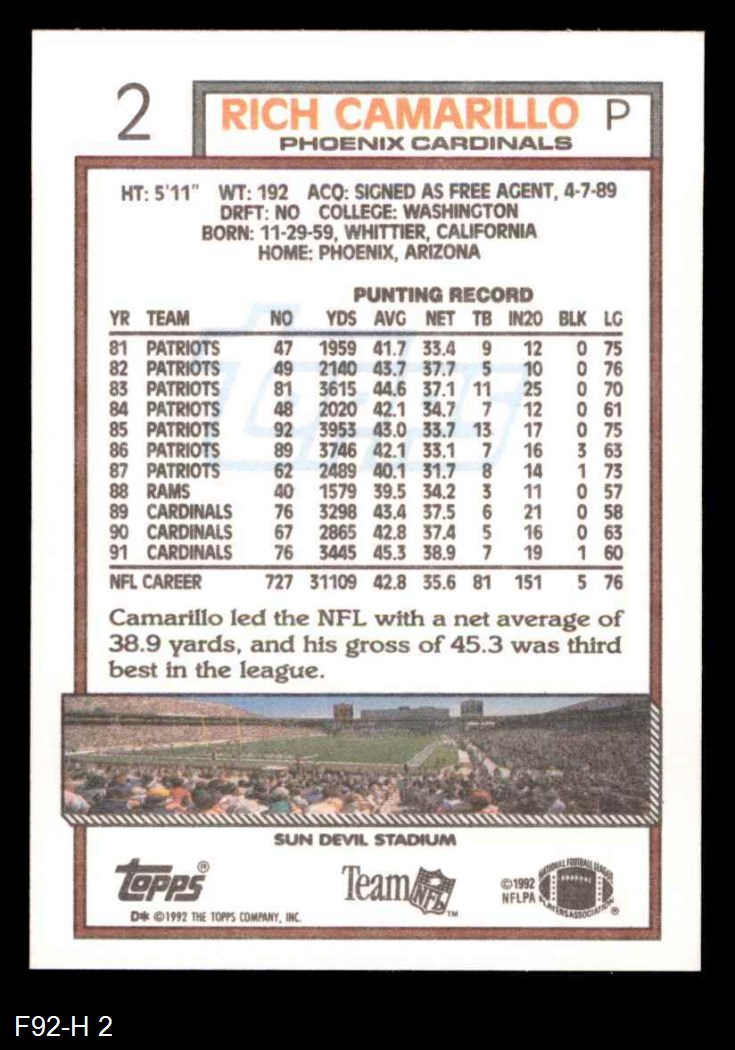 2
RICH CAMARILLO P
PHOENIX CARDINALS
HT: 5'11" WT: 192 ACQ: SIGNED AS FREE AGENT, 4-7-89
DRFT: NO COLLEGE: WASHINGTON
BORN: 11-29-59, WHITTIER, CALIFORNIA
HOME: PHOENIX, ARIZONA
PUNTING RECORD
YR TEAM NO YDS AVG NET TB IN20 BLK LG
81 PATRIOTS 47 1959 41.7 33.4 9 12 0 75
82 PATRIOTS 49 2140 43.7 37.7 5 10 0 76
83 PATRIOTS 81 3615 44.6 37.1 11 25 0 70
84 PATRIOTS 48 2020 42.1 34.7 7 12 0 61
85 PATRIOTS 92 3953 43.0 33.7 13 17 0 75
86 PATRIOTS 89 3746 42.1 33.1 7 16 3 63
87 PATRIOTS 62 2489 40.1 31.7 8 14 1 73
88 RAMS 40 1579 39.5 34.2 3 11 0 57
89 CARDINALS 76 3298 43.4 37.5 6 21 0 58
90 CARDINALS 67 2865 42.8 37.4 5 16 0 63
91 CARDINALS 76 3445 45.3 38.9 7 19 1 60
NFL CAREER 727 31109 42.8 35.6 81 151 5 76
Camarillo led the NFL with a net average of
38.9 yards, and his gross of 45.3 was third
best in the league.
SUN DEVIL STADIUM
topps®
Team NFL™
©1992
NFLPA
NATIONAL FOOTBALL LEAGUE
PLAYERS ASSOCIATION ®
D* ©1992 THE TOPPS COMPANY, INC.
F92-H 2